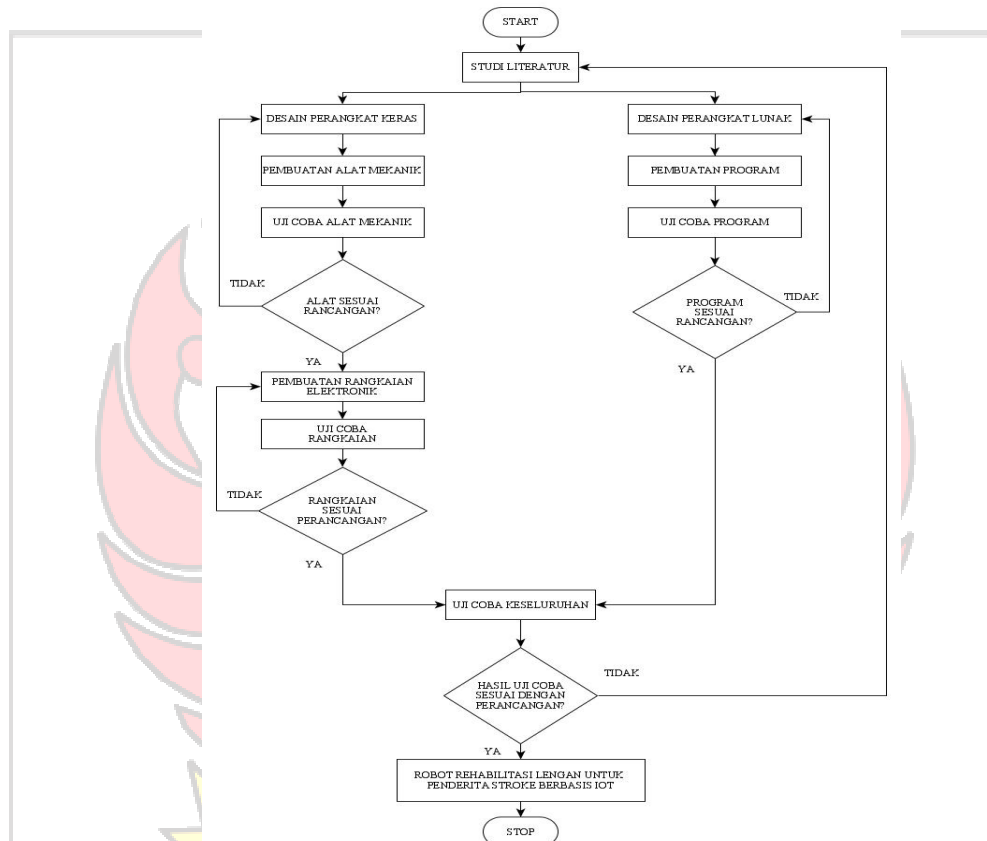 START
STUDI LITERATUR
DESAIN PERANGKAT KERAS
PEMBUATAN ALAT MEKANIK
UJI COBA ALAT MEKANIK
TIDAK
ALAT SESUAI
RANCANGAN?
YA
PEMBUATAN RANGKAIAN
ELEKTRONIK
UJI COBA
RANGKAIAN
TIDAK
RANGKAIAN
SESUAI
PERANCANGAN?
YA
DESAIN PERANGKAT LUNAK
PEMBUATAN PROGRAM
UJI COBA PROGRAM
PROGRAM
SESUAI
RANCANGAN?
TIDAK
YA
UJI COBA KESELURUHAN
HASIL UJI COBA
SESUAI DENGAN
PERANCANGAN?
TIDAK
YA
ROBOT REHABILITASI LENGAN UNTUK
PENDERITA STROKE BERBASIS IOT
STOP